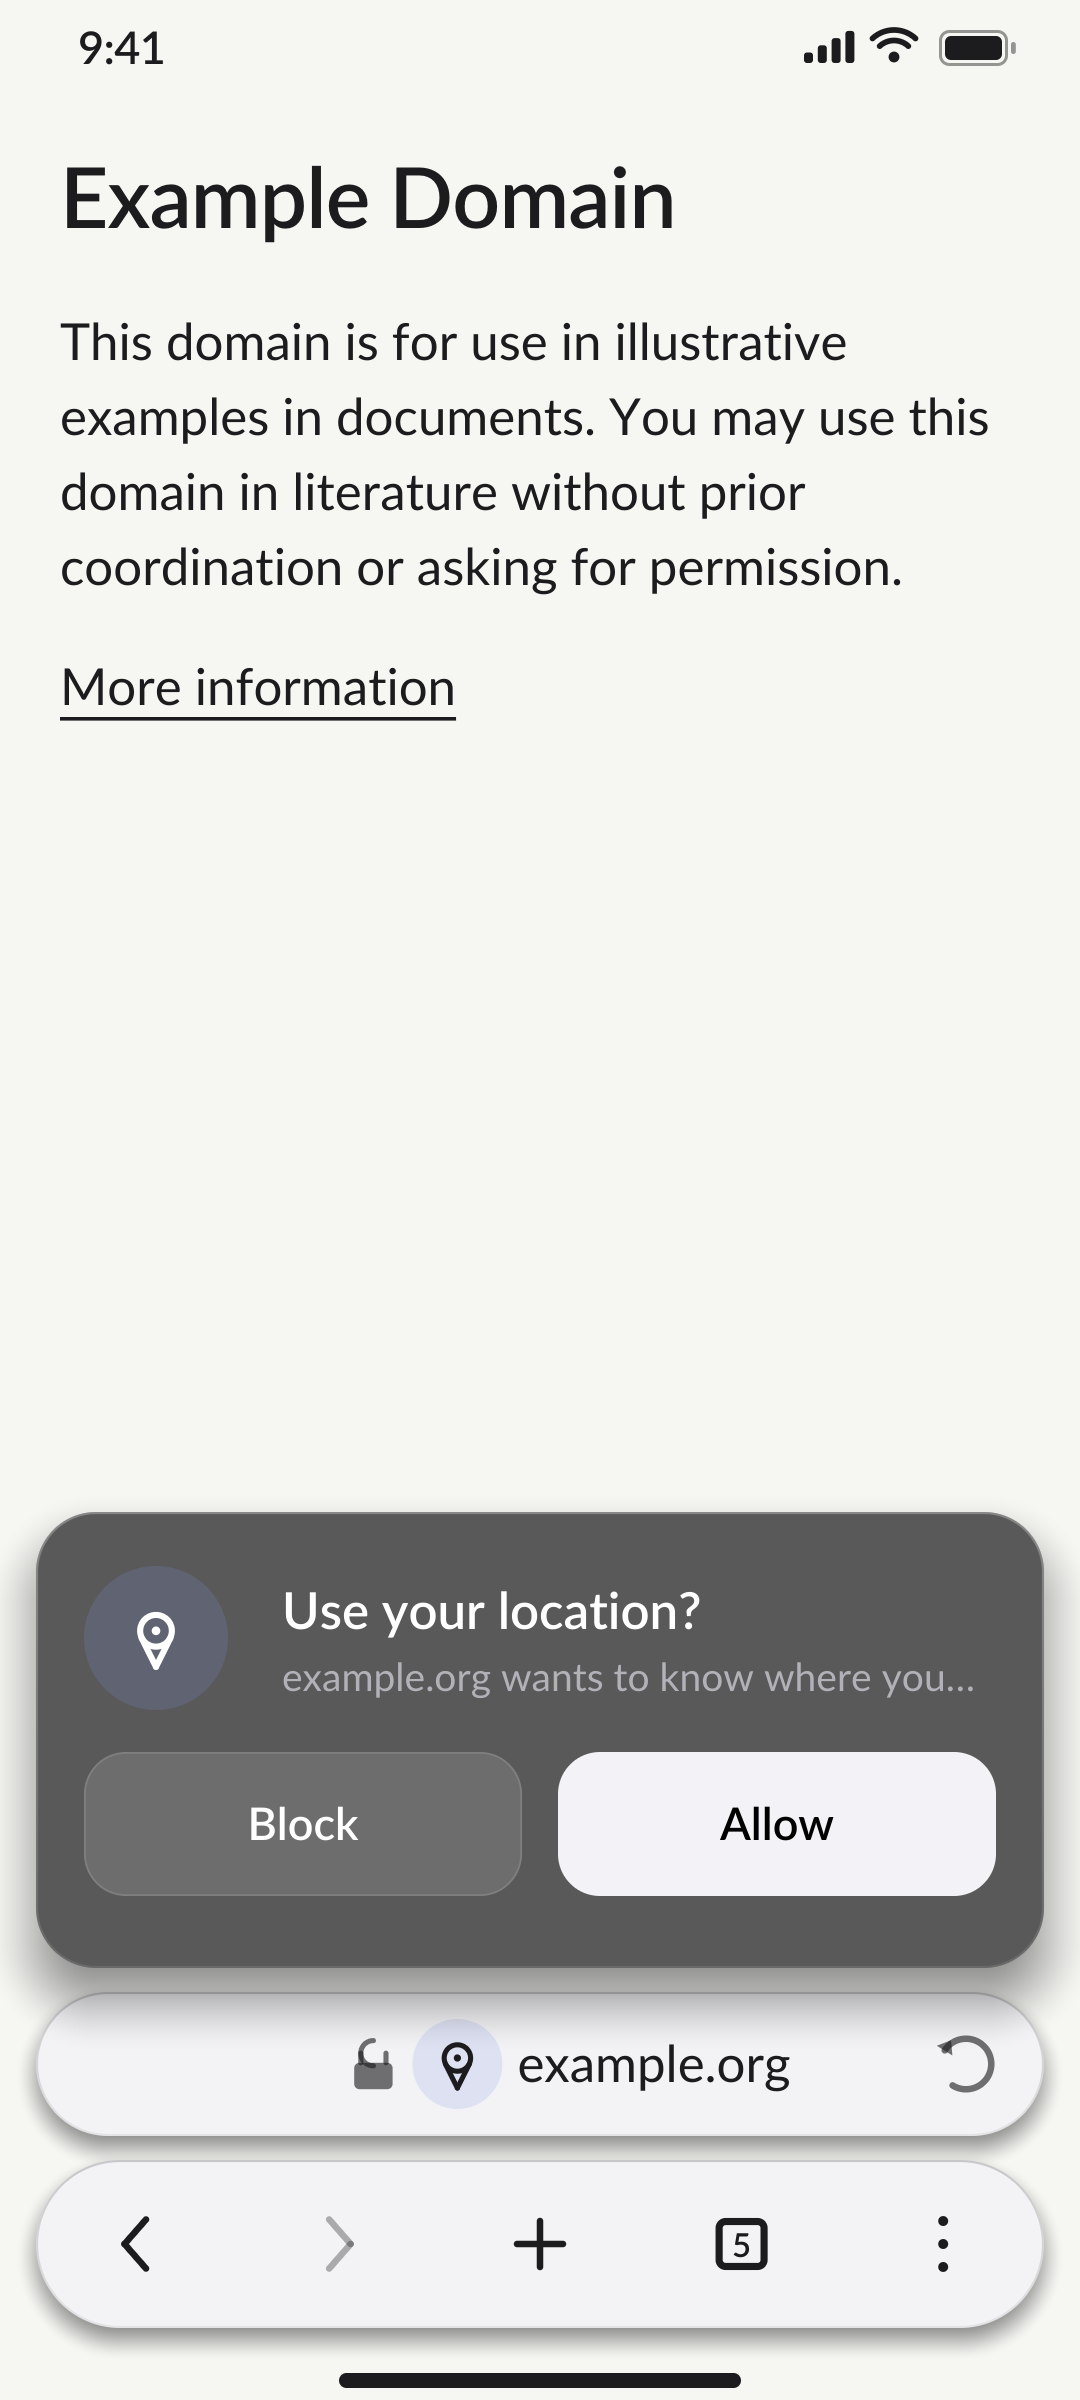 9:41
Example Domain
This domain is for use in illustrative
examples in documents. You may use this
domain in literature without prior
coordination or asking for permission.
More information
Use your location?
example.org wants to know where you...
Block
Allow
example.org
5